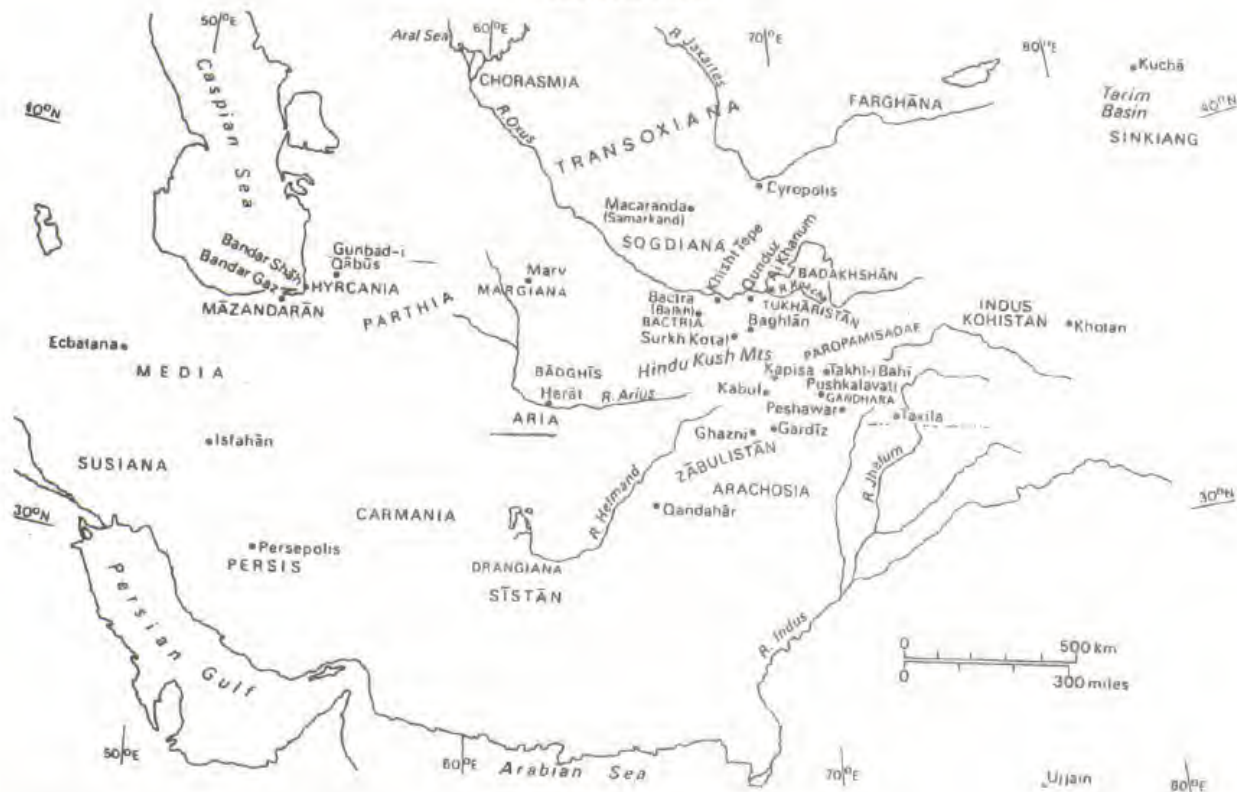 50°E
Aral Sea
60°E
R. Jaxartes
70°E
80°E
Kuchā
40°N
Caspian Sea
CHORASMIA
FARGHĀNA
Tarim
Basin
40°N
SINKIANG
R. Oxus
TRANSOXIANA
Cyropolis
Macaranda
(Samarkand)
SOGDIANA
Khisht Tepe
Qunduz
Ai Khanum
BADAKHSHĀN
Bandar Shāh
Bandar Gaz
Gunbad-i
Qābūs
HYRCANIA
MĀZANDARĀN
Marv
MARGIANA
PARTHIA
Bactra
(Balkh)
BACTRIA
TUKHĀRISTĀN
Baghlān
Surkh Kotal
INDUS
KOHISTAN
Khotan
Ecbatana
MEDIA
PAROPAMISADAE
Hindu Kush Mts
BĀDGHĪS
Kapisa
Takht-i Bahi
Pushkalavati
GANDHARA
Kabul
Herāt
R. Arius
Peshawar
Taxila
ARIA
Isfahān
Ghazni
Gardīz
SUSIANA
ZĀBULISTĀN
R. Jhelum
R. Helmand
ARACHOSIA
Qandahār
30°N
30°N
CARMANIA
Persepolis
PERSIS
DRANGIANA
SĪSTĀN
Persian Gulf
R. Indus
0 500 km
0 300 miles
50°E
60°E
Arabian Sea
70°E
Ujjain
80°E